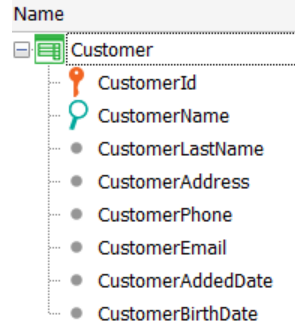 Name
Customer
CustomerId
CustomerName
CustomerLastName
CustomerAddress
CustomerPhone
CustomerEmail
CustomerAddedDate
CustomerBirthDate